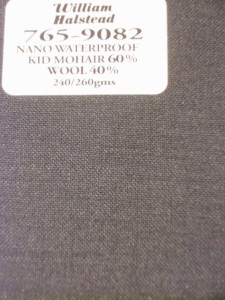 William
Halstead
765-9082
NANO WATERPROOF
KID MOHAIR 60%
WOOL 40%
240/260gms